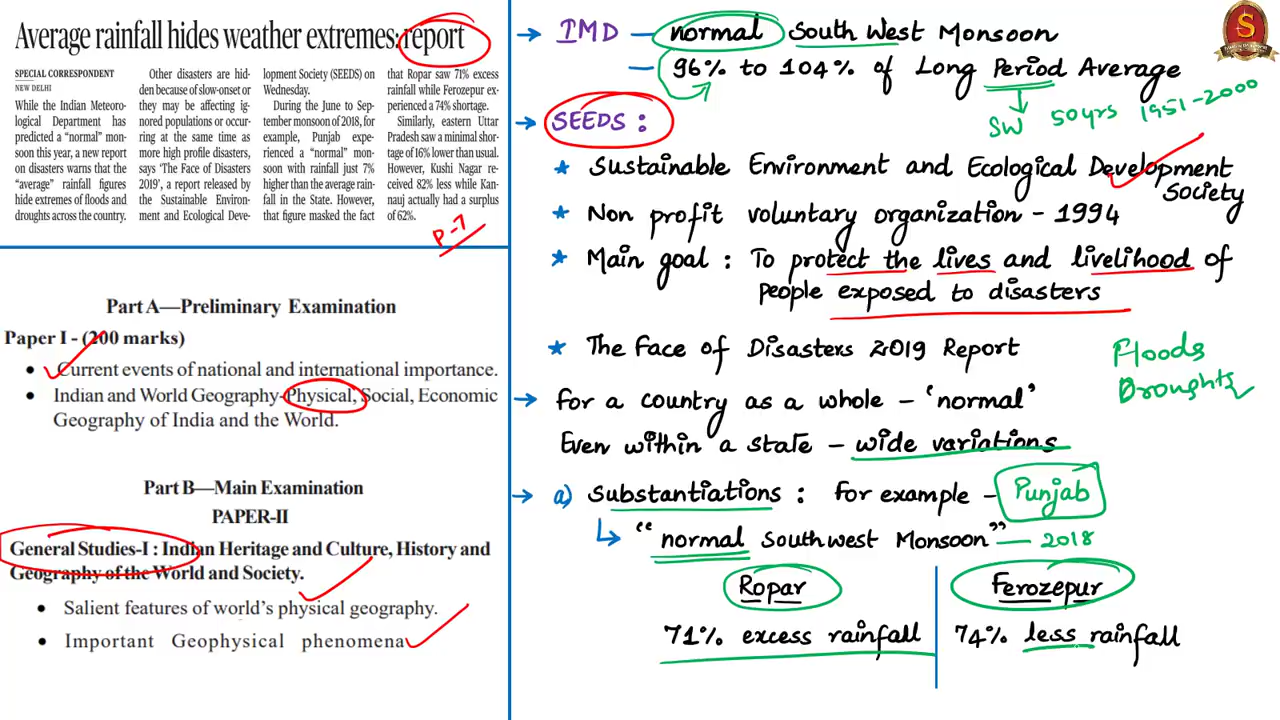 Average rainfall hides weather extremes: report
SPECIAL CORRESPONDENT
NEW DELHI
While the Indian Meteoro-
logical Department has
predicted a “normal” mon-
soon this year, a new report
on disasters warns that the
“average” rainfall figures
hide extremes of floods and
droughts across the country.
Other disasters are hid-
den because of slow-onset or
they may be affecting ig-
nored populations or occur-
ring at the same time as
more high profile disasters,
says ‘The Face of Disasters
2019’, a report released by
the Sustainable Environ-
ment and Ecological Deve-
lopment Society (SEEDS) on
Wednesday.
During the June to Sep-
tember monsoon of 2018, for
example, Punjab expe-
rienced a “normal” mon-
soon with rainfall just 7%
higher than the average rain-
fall in the State. However,
that figure masked the fact
that Ropar saw 71% excess
rainfall while Ferozepur ex-
perienced a 74% shortage.
Similarly, eastern Uttar
Pradesh saw a minimal shor-
tage of 16% lower than usual.
However, Kushi Nagar re-
ceived 82% less while Kan-
nauj actually had a surplus
of 62%.
P-7
Part A—Preliminary Examination
Paper I - (200 marks)
• Current events of national and international importance.
• Indian and World Geography-Physical, Social, Economic
Geography of India and the World.
Part B—Main Examination
PAPER-II
General Studies-I : Indian Heritage and Culture, History and
Geography of the World and Society.
• Salient features of world’s physical geography.
• Important Geophysical phenomena
→ IMD — normal South West Monsoon
— 96% to 104% of Long Period Average
SW 50yrs 1951-2000
→ SEEDS :
★ Sustainable Environment and Ecological Development
Society
★ Non profit voluntary organization - 1994
★ Main goal : To protect the lives and livelihood of
people exposed to disasters
★ The Face of Disasters 2019 Report
Floods
Droughts
→ For a country as a whole - ‘normal’
Even within a state - wide variations
→ a) Substantiations : For example - Punjab
“normal Southwest Monsoon” — 2018
Ropar
71% excess rainfall
Ferozepur
74% less rainfall
S